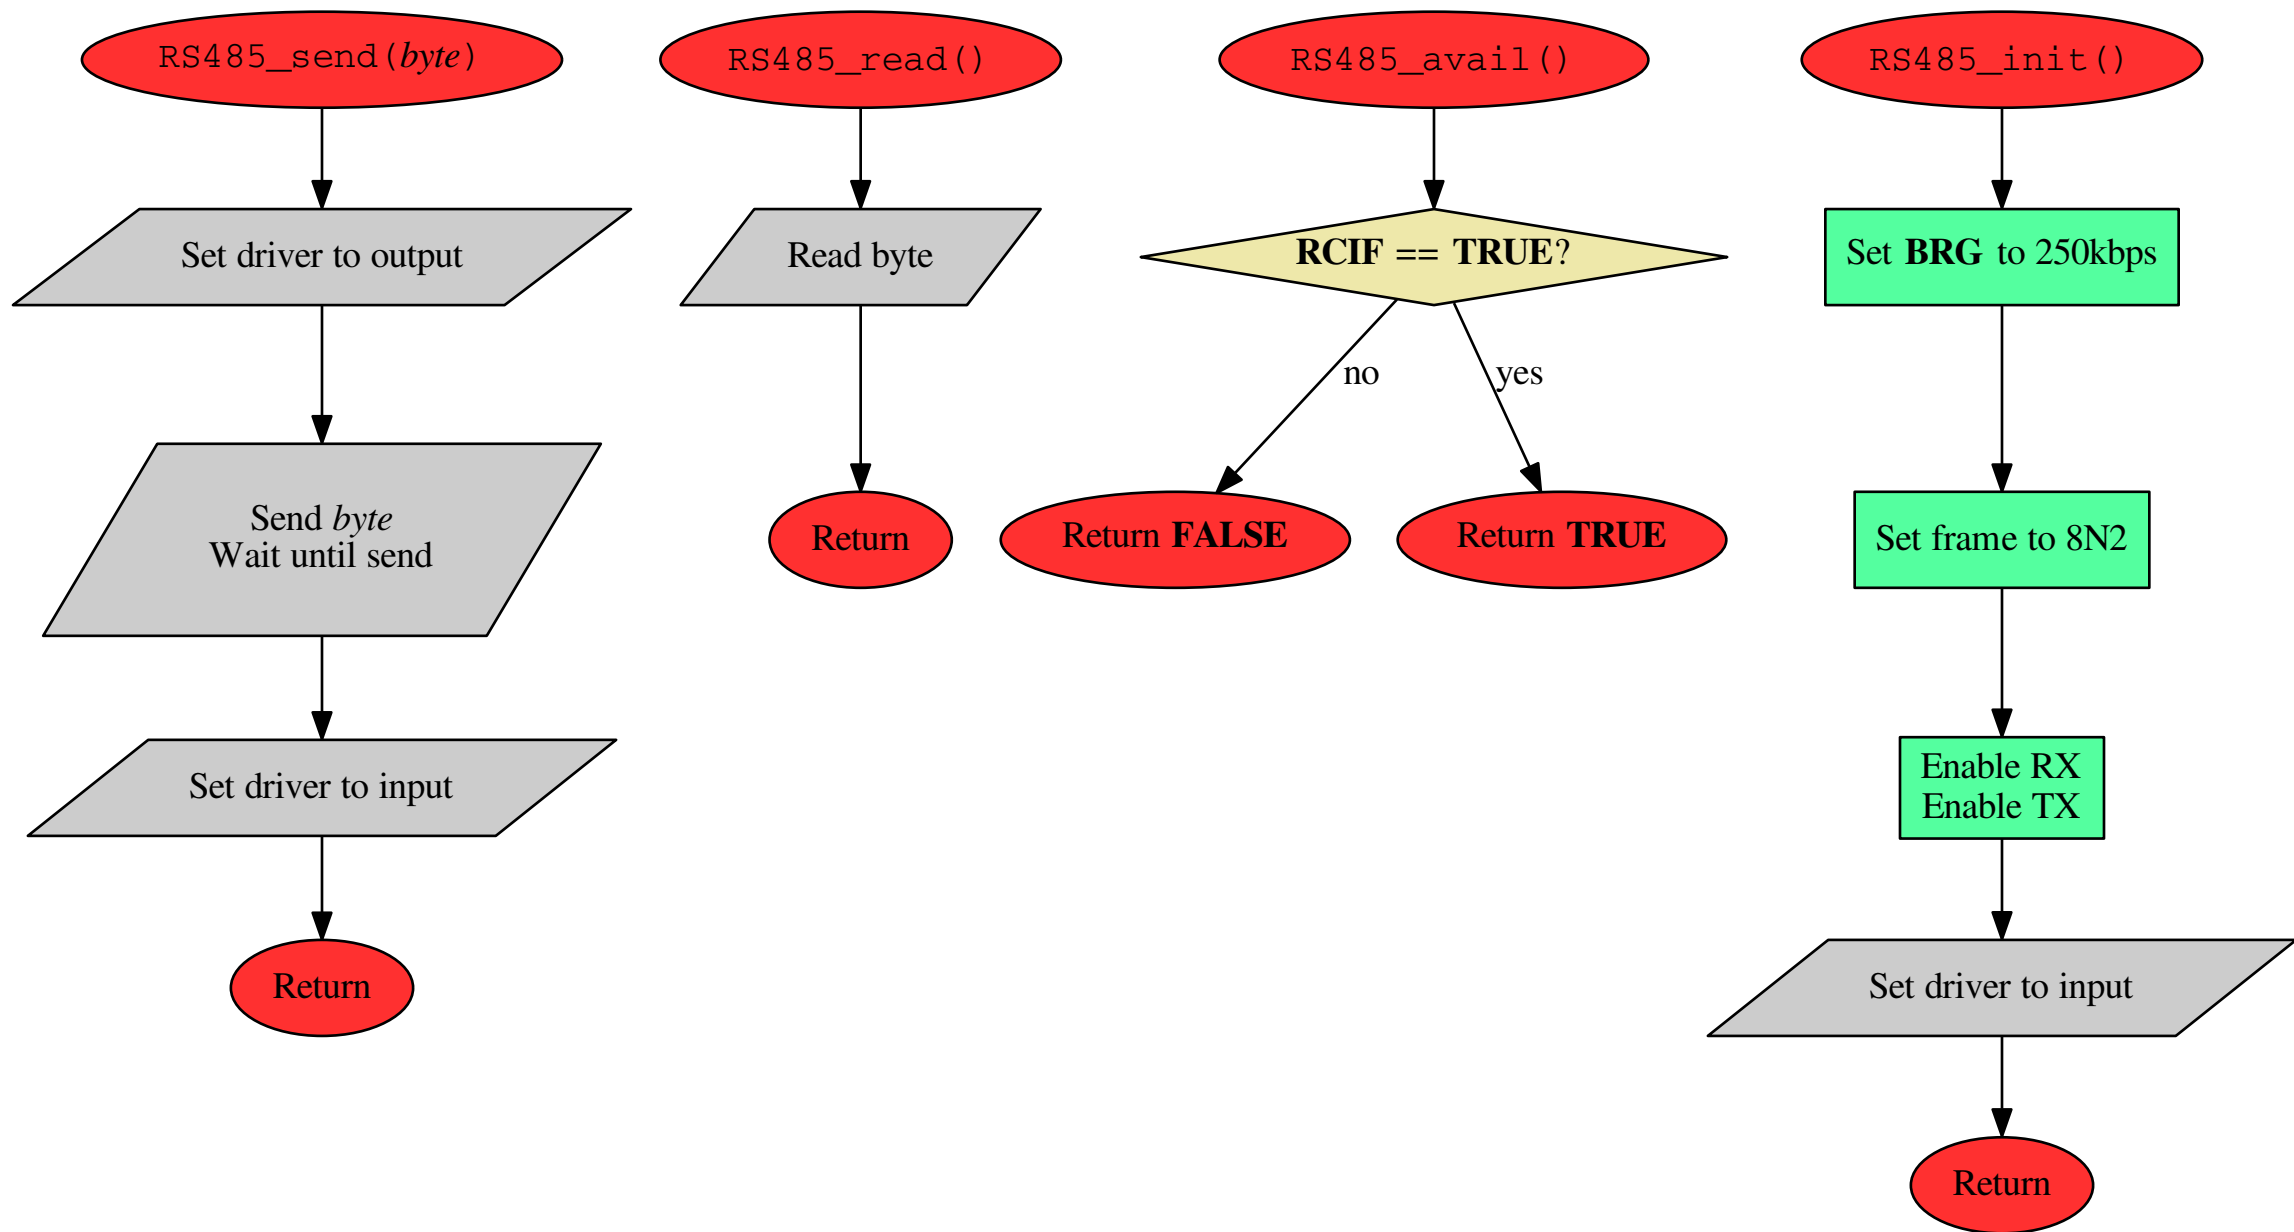 RS485_send(byte)
Set driver to output
Send byte
Wait until send
Set driver to input
Return
RS485_read()
Read byte
Return
RS485_avail()
RCIF == TRUE?
no
yes
Return FALSE
Return TRUE
RS485_init()
Set BRG to 250kbps
Set frame to 8N2
Enable RX
Enable TX
Set driver to input
Return